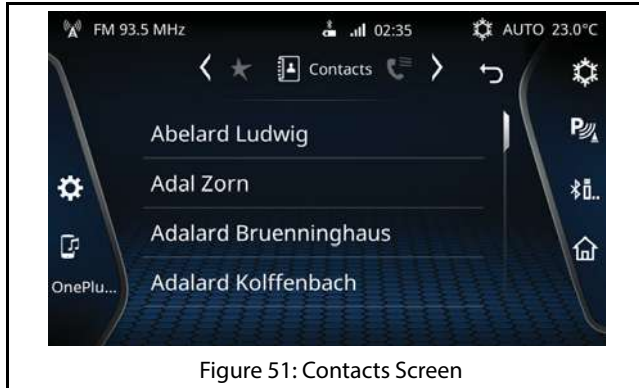 FM 93.5 MHz 02:35 AUTO 23.0°C
Contacts
Abelard Ludwig
Adal Zorn
Adalard Bruenninghaus
OnePlu...
Adalard Kolffenbach
Figure 51: Contacts Screen